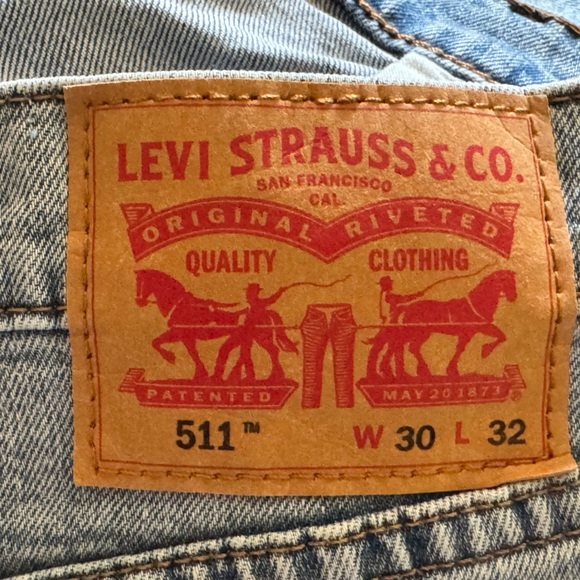 LEVI STRAUSS & CO.
SAN FRANCISCO
CAL.
ORIGINAL RIVETED
QUALITY CLOTHING
PATENTED MAY 20 1873 ®
511™ W 30 L 32